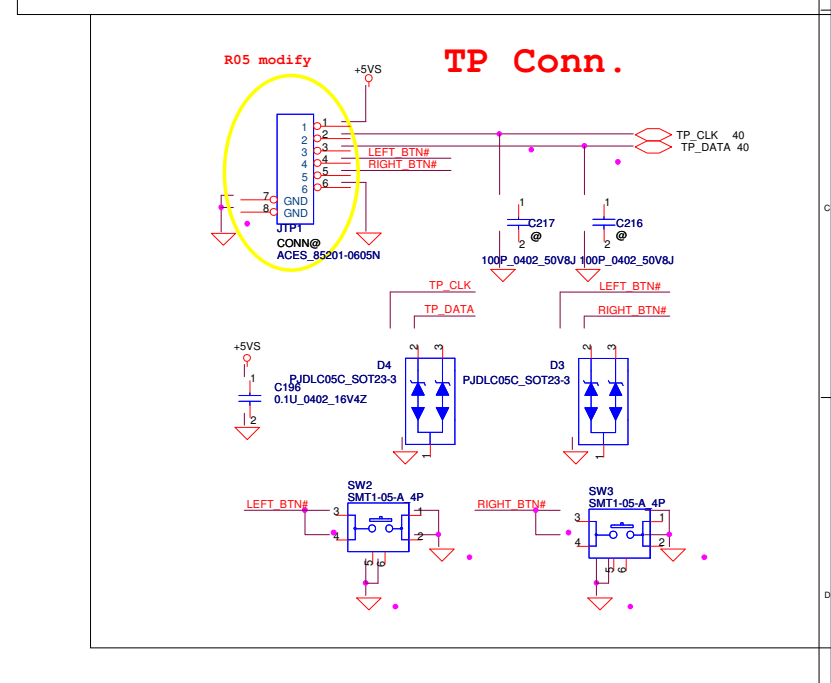 R05 modify
TP Conn.
+5VS
1 1
2 2
3 3
4 4
5 5
6 6
7 GND
8 GND
LEFT_BTN#
RIGHT_BTN#
TP_CLK 40
TP_DATA 40
JTP1
CONN@
ACES_85201-0605N
1
C217
@
2
100P_0402_50V8J
1
C216
@
2
100P_0402_50V8J
C
TP_CLK
TP_DATA
LEFT_BTN#
RIGHT_BTN#
+5VS
1
C196
0.1U_0402_16V4Z
2
2 3
D4
PJDLC05C_SOT23-3
1
2 3
D3
PJDLC05C_SOT23-3
1
SW2
SMT1-05-A_4P
LEFT_BTN#
3 1
4 2
5 6
SW3
SMT1-05-A_4P
RIGHT_BTN#
3 1
4 2
5 6
D